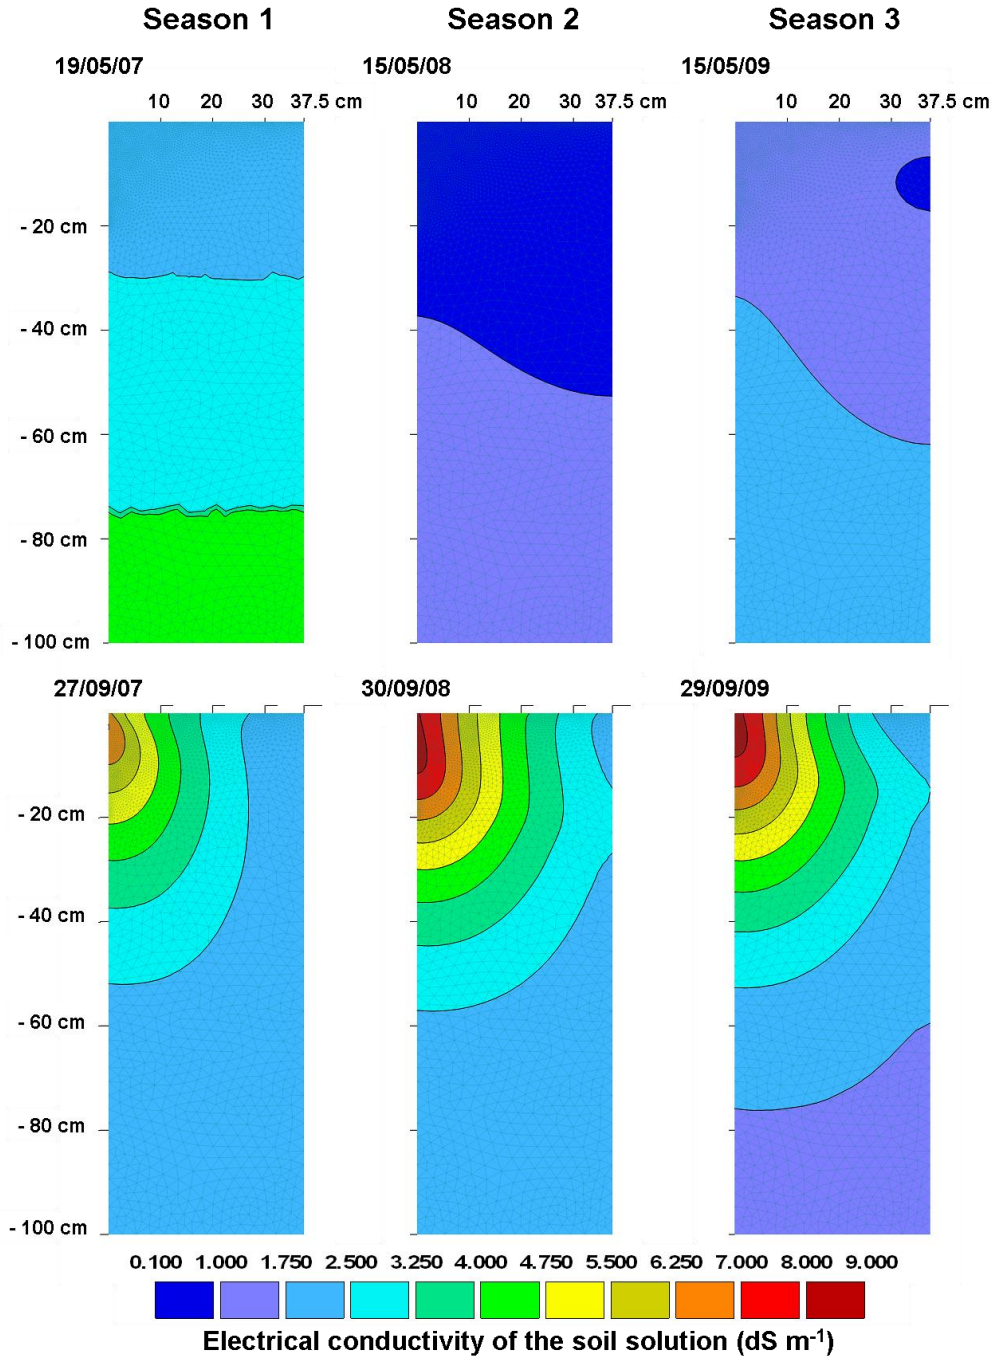 Season 1 Season 2 Season 3
19/05/07 15/05/08 15/05/09
10 20 30 37.5 cm 10 20 30 37.5 cm 10 20 30 37.5 cm
- 20 cm
- 40 cm
- 60 cm
- 80 cm
- 100 cm
27/09/07 30/09/08 29/09/09
- 20 cm
- 40 cm
- 60 cm
- 80 cm
- 100 cm
0.100 1.000 1.750 2.500 3.250 4.000 4.750 5.500 6.250 7.000 8.000 9.000
Electrical conductivity of the soil solution (dS m⁻¹)